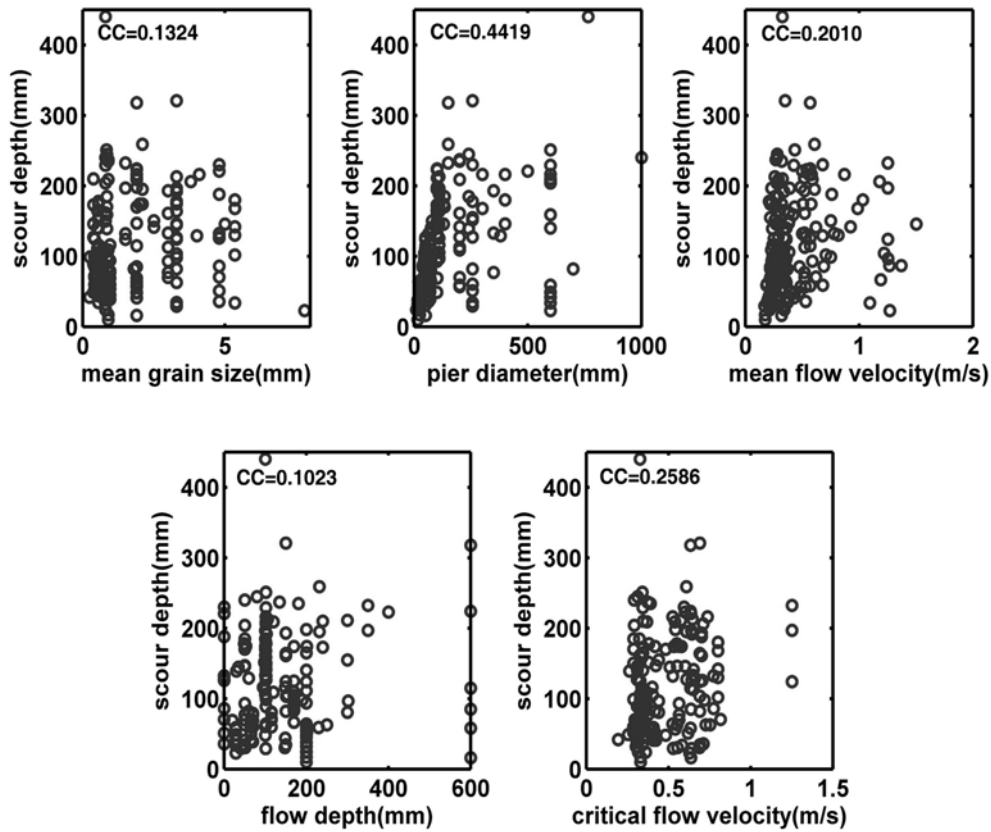 CC=0.1324
400
300
200
100
0
scour depth(mm)
0 5
mean grain size(mm)
CC=0.4419
400
300
200
100
0
scour depth(mm)
0 500 1000
pier diameter(mm)
CC=0.2010
400
300
200
100
0
scour depth(mm)
0 1 2
mean flow velocity(m/s)
CC=0.1023
400
300
200
100
0
scour depth(mm)
0 200 400 600
flow depth(mm)
CC=0.2586
400
300
200
100
0
scour depth(mm)
0 0.5 1 1.5
critical flow velocity(m/s)